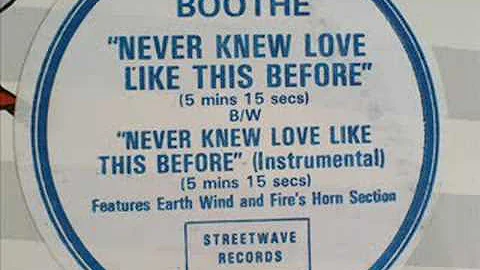 BOOTHE
"NEVER KNEW LOVE
LIKE THIS BEFORE"
(5 mins 15 secs)
B/W
"NEVER KNEW LOVE LIKE
THIS BEFORE" (Instrumental)
(5 mins 15 secs)
Features Earth Wind and Fire's Horn Section
STREETWAVE
RECORDS